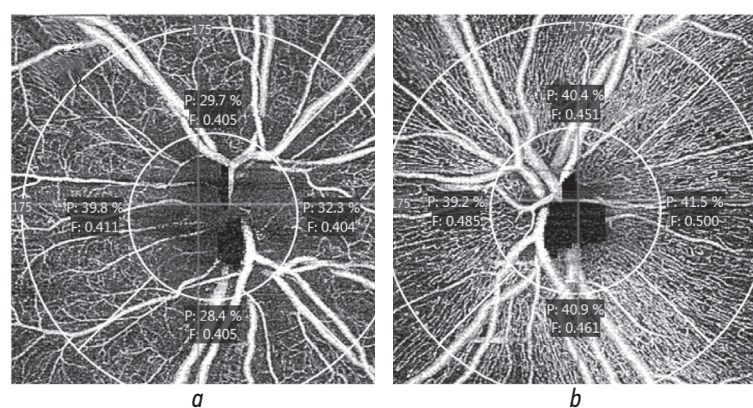 175
P: 29.7 %
F: 0.405
175
P: 39.8 %
F: 0.411
P: 32.3 %
F: 0.404
P: 28.4 %
F: 0.405
a
175
P: 40.4 %
F: 0.451
175
P: 39.2 %
F: 0.485
P: 41.5 %
F: 0.500
P: 40.9 %
F: 0.461
b